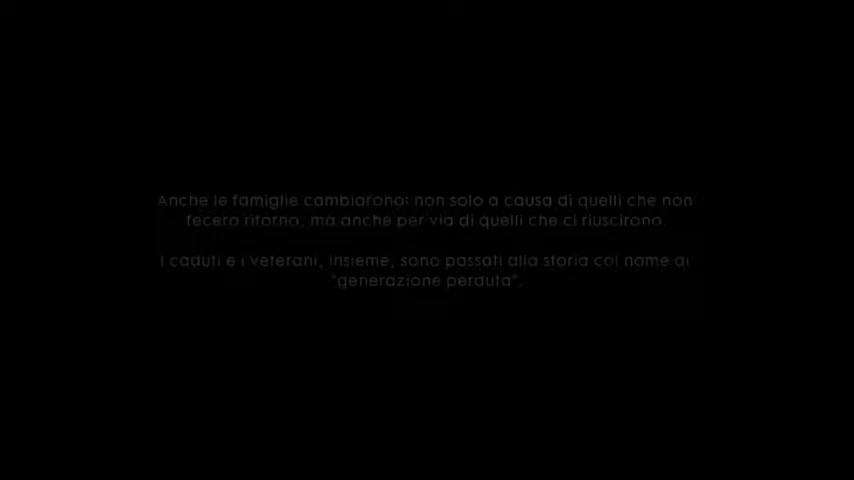 Anche le famiglie cambiarono: non solo a causa di quelli che non
fecero ritorno, ma anche per via di quelli che ci riuscirono.
I caduti e i veterani, insieme, sono passati alla storia col nome di
"generazione perduta".